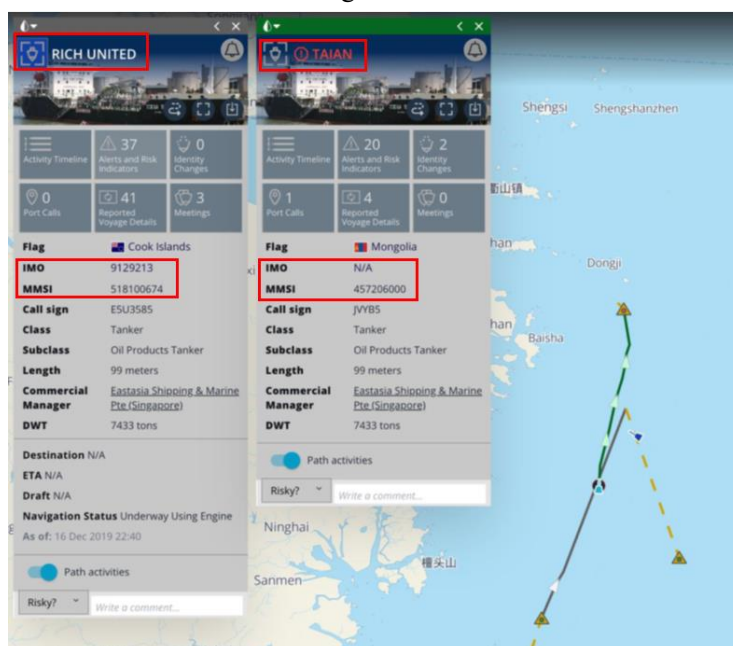 RICH UNITED
Activity Timeline
37
Alerts and Risk Indicators
0
Identity Changes
0
Port Calls
41
Reported Voyage Details
3
Meetings
Flag Cook Islands
IMO 9129213
MMSI 518100674
Call sign E5U3585
Class Tanker
Subclass Oil Products Tanker
Length 99 meters
Commercial Manager Eastasia Shipping & Marine Pte (Singapore)
DWT 7433 tons
Destination N/A
ETA N/A
Draft N/A
Navigation Status Underway Using Engine
As of: 16 Dec 2019 22:40
Path activities
Risky?
Write a comment...
TAIAN
Activity Timeline
20
Alerts and Risk Indicators
2
Identity Changes
1
Port Calls
4
Reported Voyage Details
0
Meetings
Flag Mongolia
IMO N/A
MMSI 457206000
Call sign JVYB5
Class Tanker
Subclass Oil Products Tanker
Length 99 meters
Commercial Manager Eastasia Shipping & Marine Pte (Singapore)
DWT 7433 tons
Path activities
Risky?
Write a comment...
Shengsi
Shengshanzhen
han
Dongji
han
Baisha
Ninghai
檀头山
Sanmen